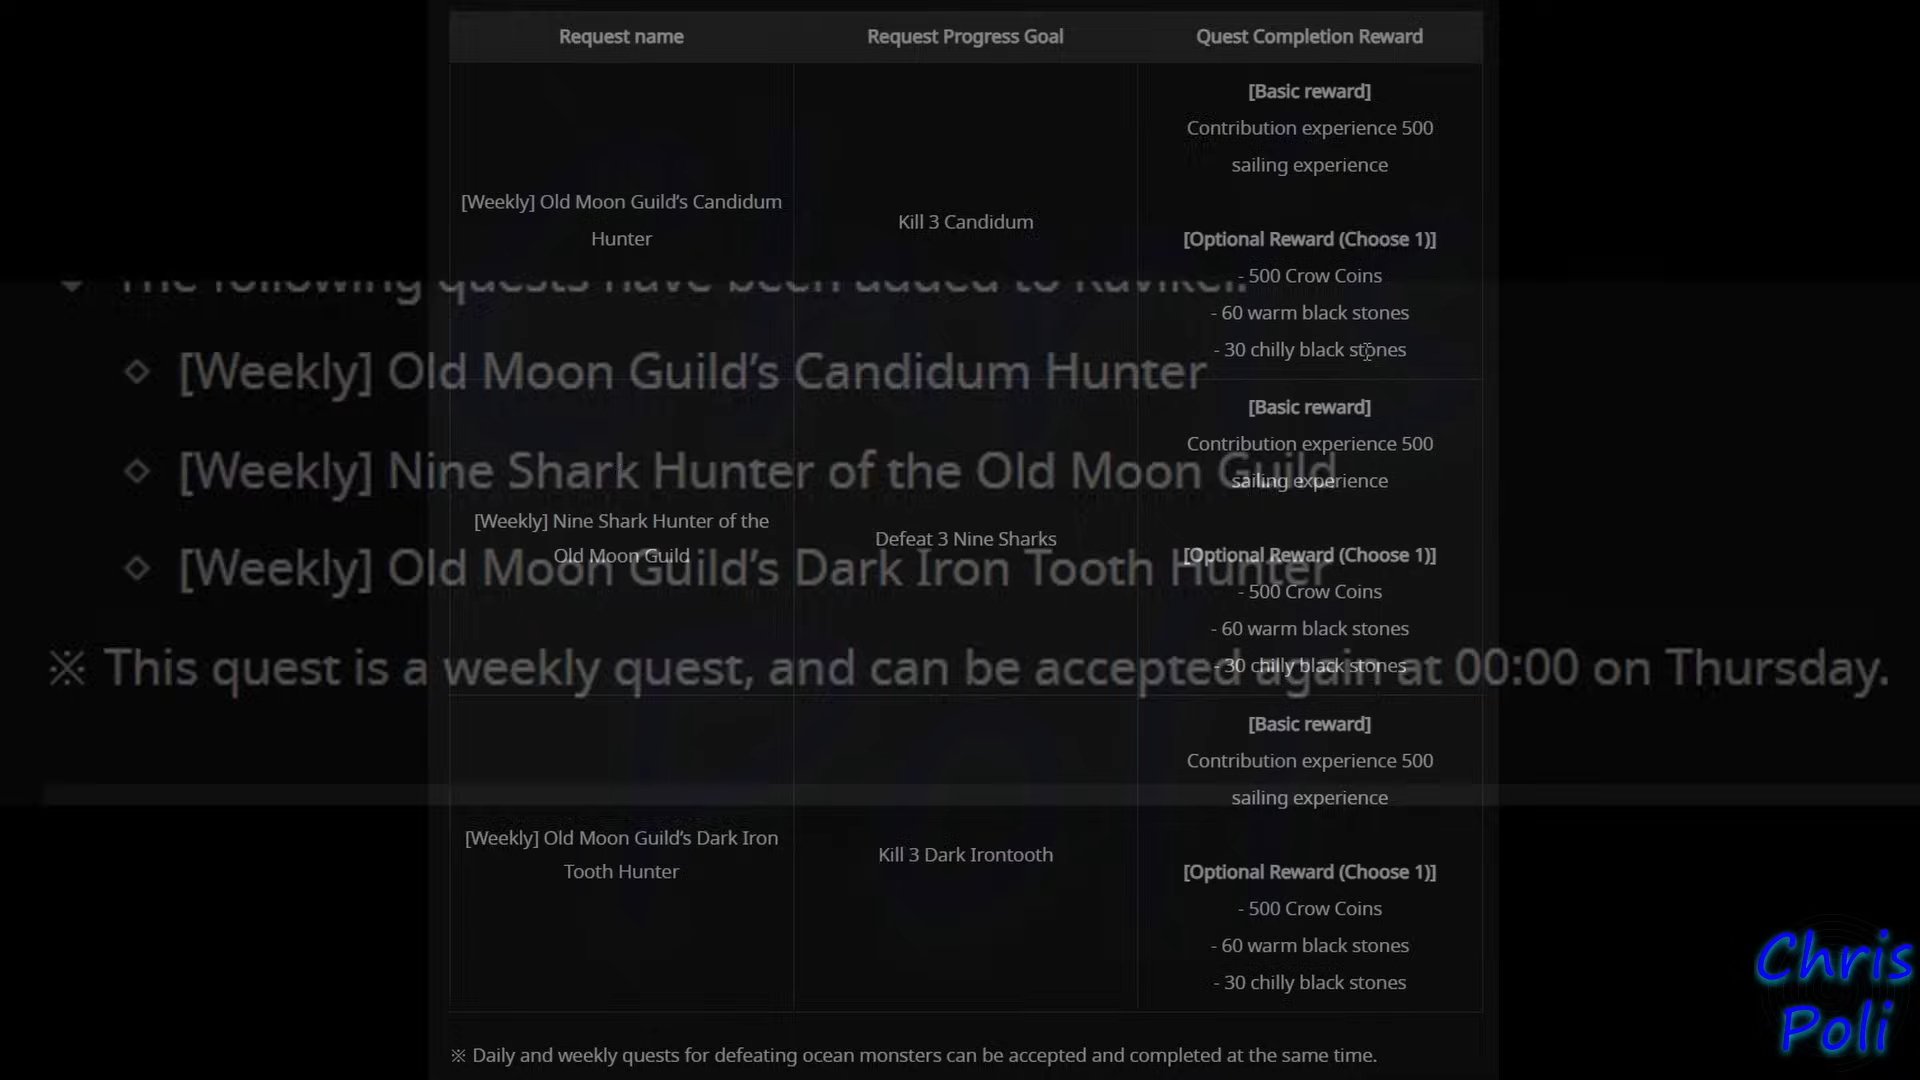 Request name
Request Progress Goal
Quest Completion Reward
[Weekly] Old Moon Guild's Candidum
Hunter
Kill 3 Candidum
[Basic reward]
Contribution experience 500
sailing experience
[Optional Reward (Choose 1)]
- 500 Crow Coins
- 60 warm black stones
- 30 chilly black stones
[Weekly] Nine Shark Hunter of the
Old Moon Guild
Defeat 3 Nine Sharks
[Basic reward]
Contribution experience 500
sailing experience
[Optional Reward (Choose 1)]
- 500 Crow Coins
- 60 warm black stones
- 30 chilly black stones
[Weekly] Old Moon Guild's Dark Iron
Tooth Hunter
Kill 3 Dark Irontooth
[Basic reward]
Contribution experience 500
sailing experience
[Optional Reward (Choose 1)]
- 500 Crow Coins
- 60 warm black stones
- 30 chilly black stones
※ Daily and weekly quests for defeating ocean monsters can be accepted and completed at the same time.
The following quests have been added to Ravikel.
◇ [Weekly] Old Moon Guild's Candidum Hunter
◇ [Weekly] Nine Shark Hunter of the Old Moon Guild
◇ [Weekly] Old Moon Guild's Dark Iron Tooth Hunter
※ This quest is a weekly quest, and can be accepted again at 00:00 on Thursday.
Chris
Poli